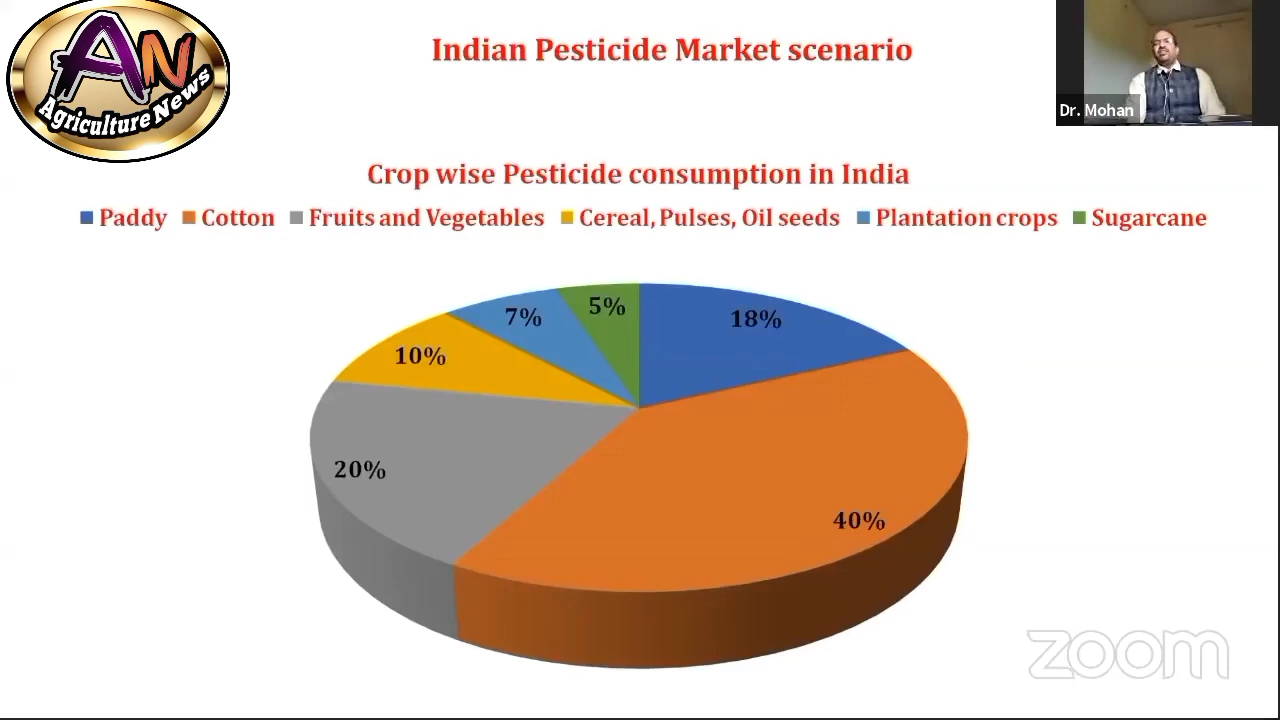 AN
Agriculture News
Indian Pesticide Market scenario
Dr. Mohan
Crop wise Pesticide consumption in India
Paddy Cotton Fruits and Vegetables Cereal, Pulses, Oil seeds Plantation crops Sugarcane
5%
18%
7%
10%
20%
40%
zoom